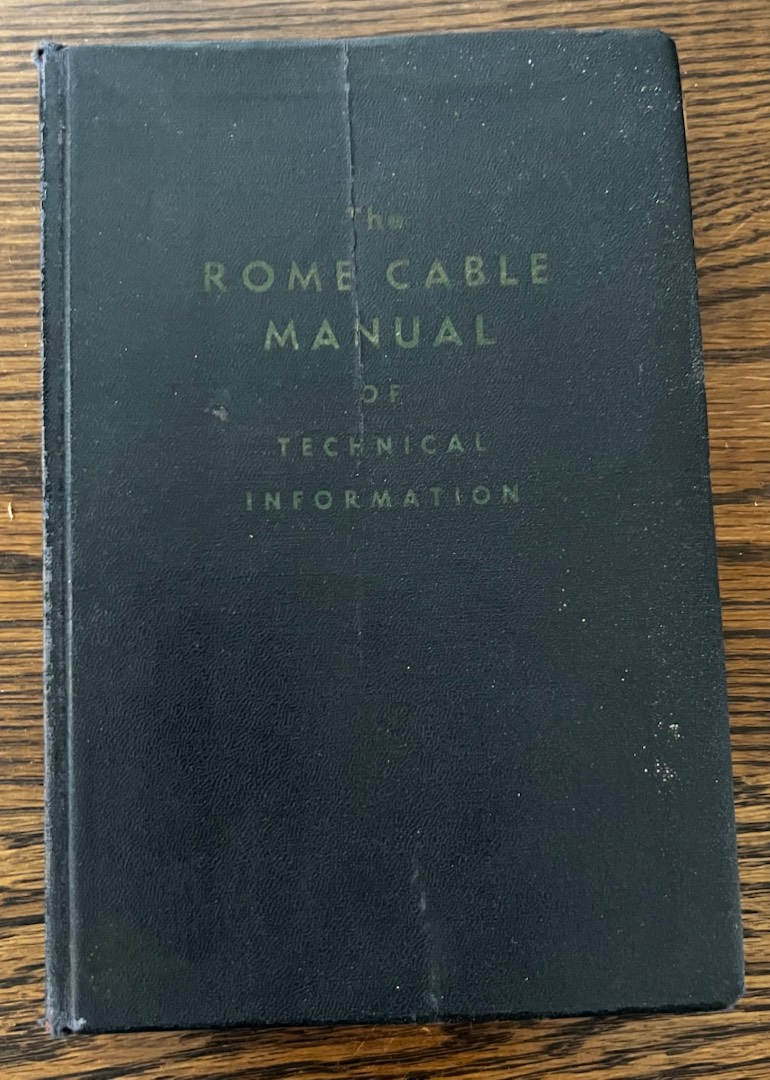 The
ROME CABLE
MANUAL
OF
TECHNICAL
INFORMATION